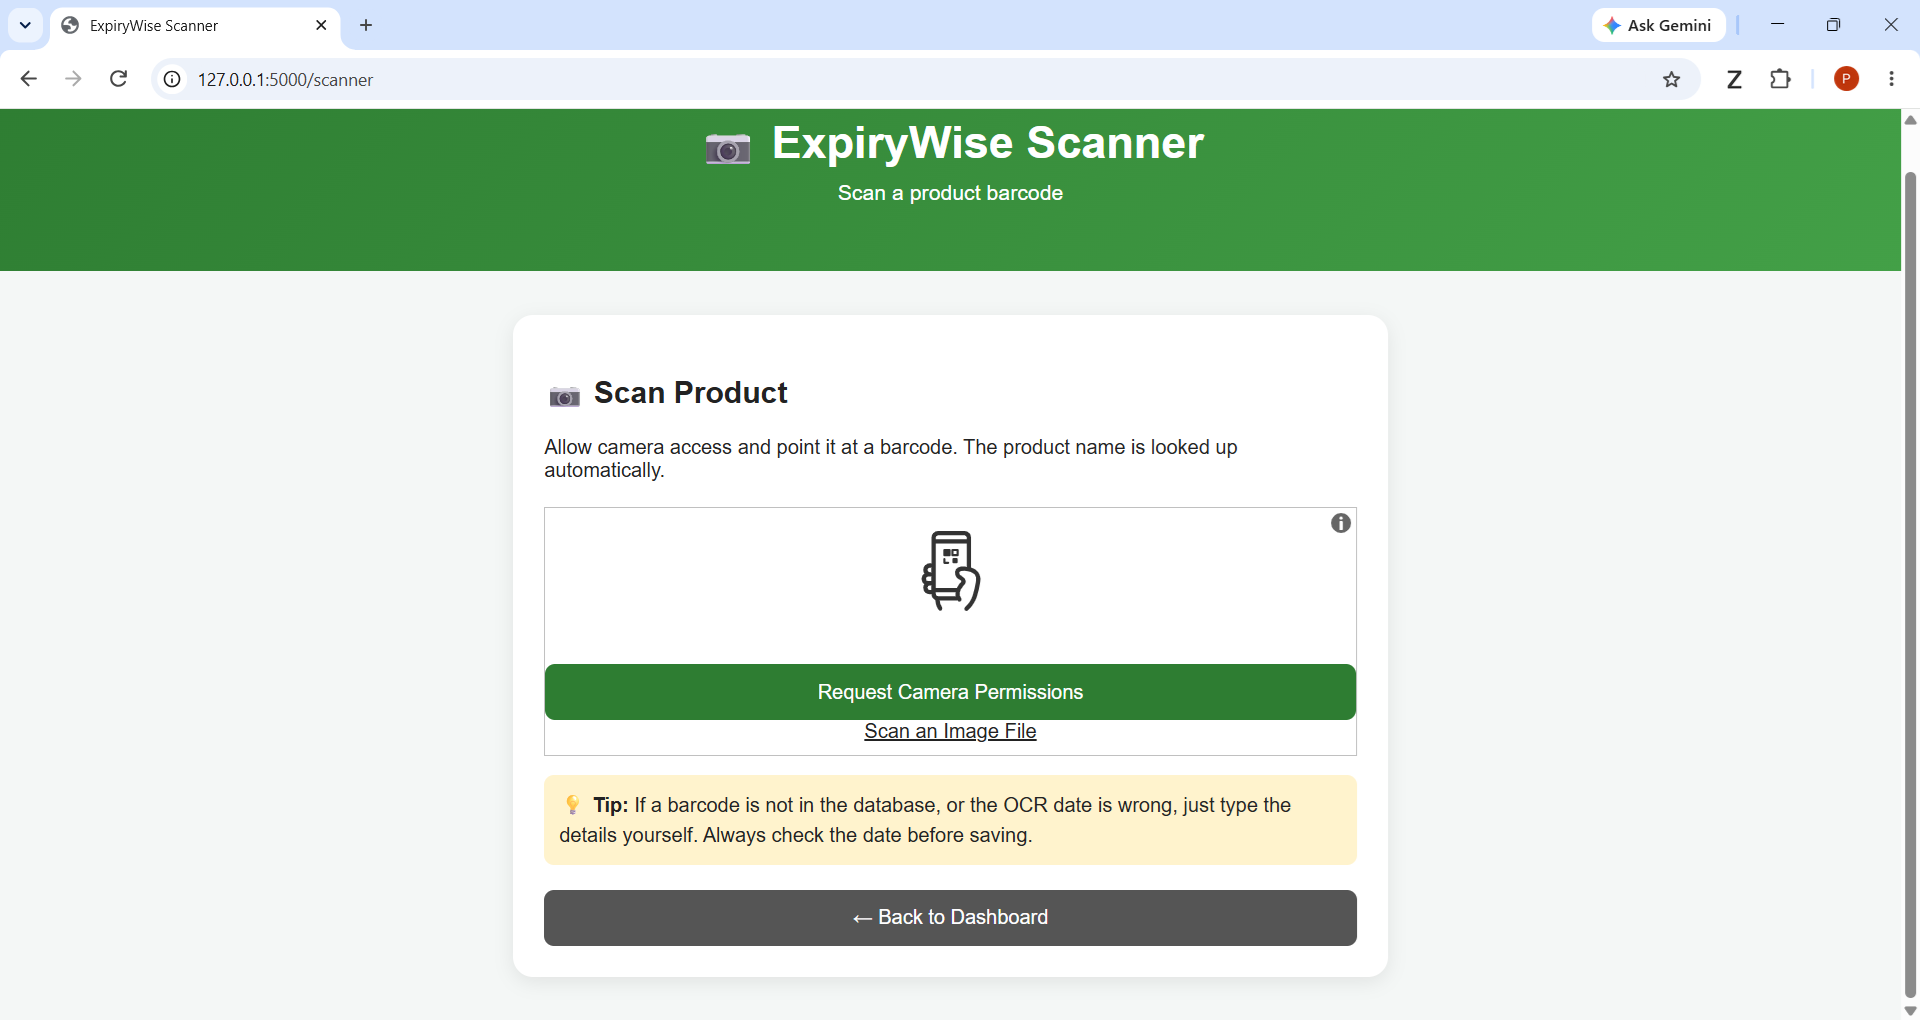 ExpiryWise Scanner
Ask Gemini
127.0.0.1:5000/scanner
Z
P
ExpiryWise Scanner
Scan a product barcode
Scan Product
Allow camera access and point it at a barcode. The product name is looked up
automatically.
Request Camera Permissions
Scan an Image File
Tip: If a barcode is not in the database, or the OCR date is wrong, just type the
details yourself. Always check the date before saving.
← Back to Dashboard